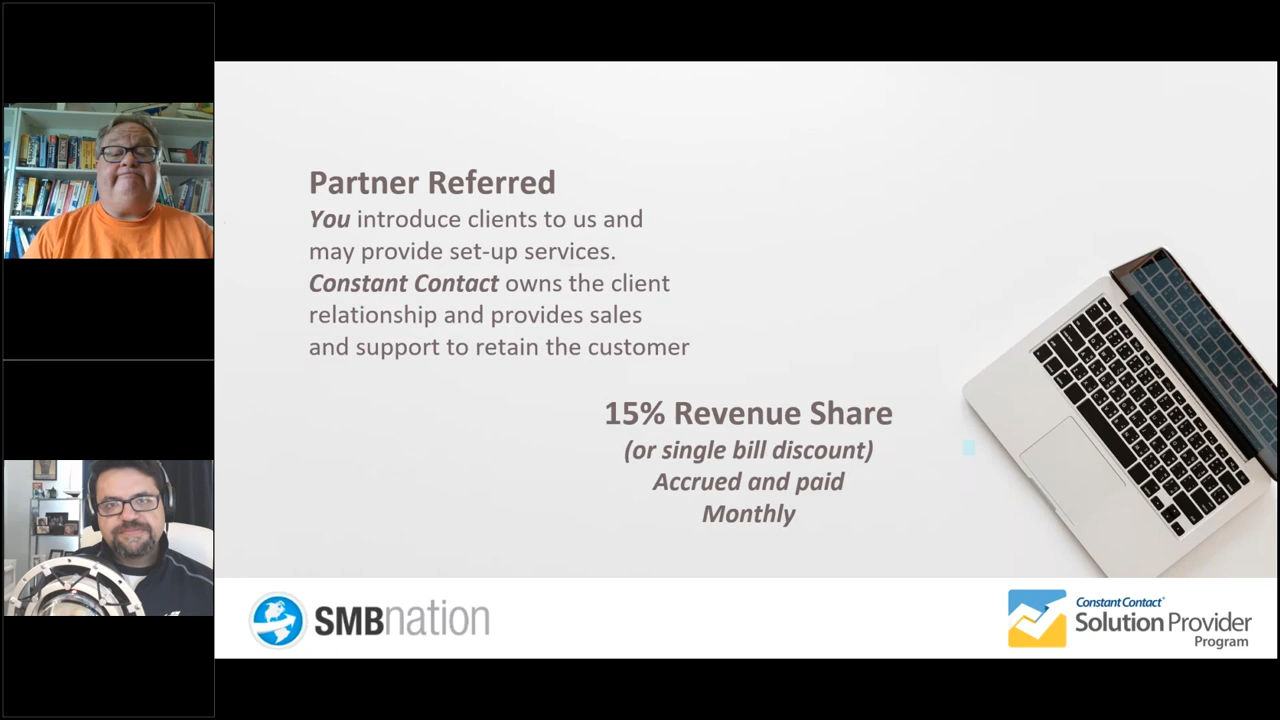 Partner Referred
You introduce clients to us and
may provide set-up services.
Constant Contact owns the client
relationship and provides sales
and support to retain the customer
15% Revenue Share
(or single bill discount)
Accrued and paid
Monthly
SMBnation
Constant Contact®
Solution Provider
Program